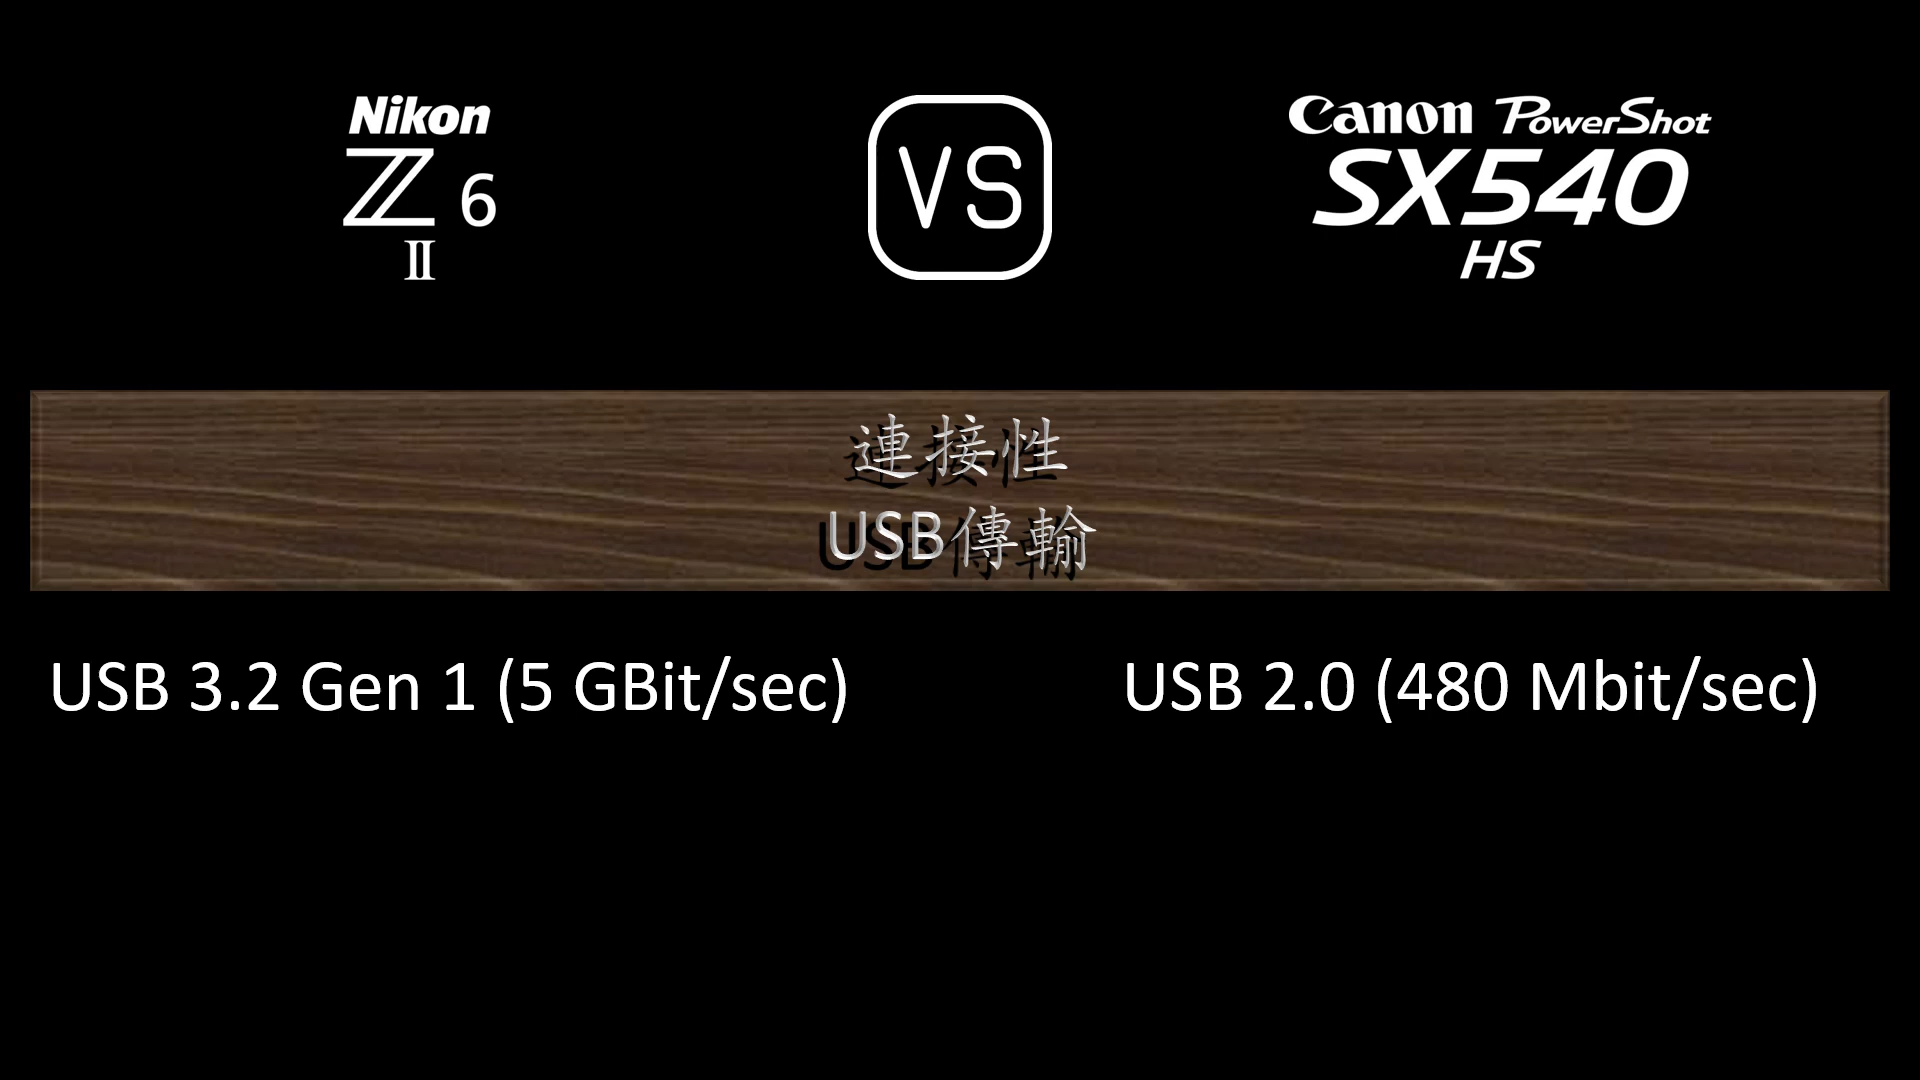 Nikon
Z 6
II
VS
Canon PowerShot
SX540
HS
連接性
USB傳輸
USB 3.2 Gen 1 (5 GBit/sec)
USB 2.0 (480 Mbit/sec)